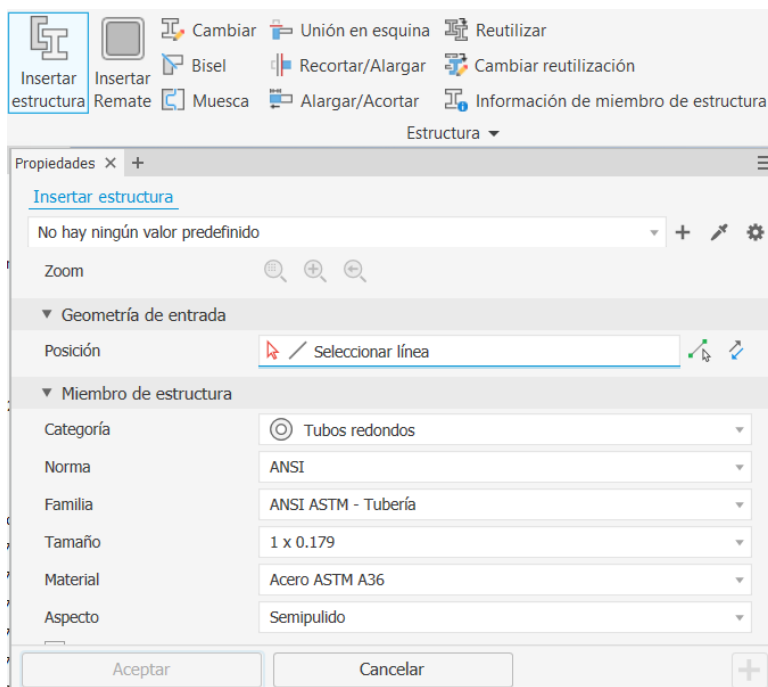 Insertar estructura
Insertar Remate
Cambiar
Unión en esquina
Reutilizar
Bisel
Recortar/Alargar
Cambiar reutilización
Muesca
Alargar/Acortar
Información de miembro de estructura
Estructura
Propiedades
Insertar estructura
No hay ningún valor predefinido
Zoom
Geometría de entrada
Posición Seleccionar línea
Miembro de estructura
Categoría Tubos redondos
Norma ANSI
Familia ANSI ASTM - Tubería
Tamaño 1 x 0.179
Material Acero ASTM A36
Aspecto Semipulido
Aceptar Cancelar